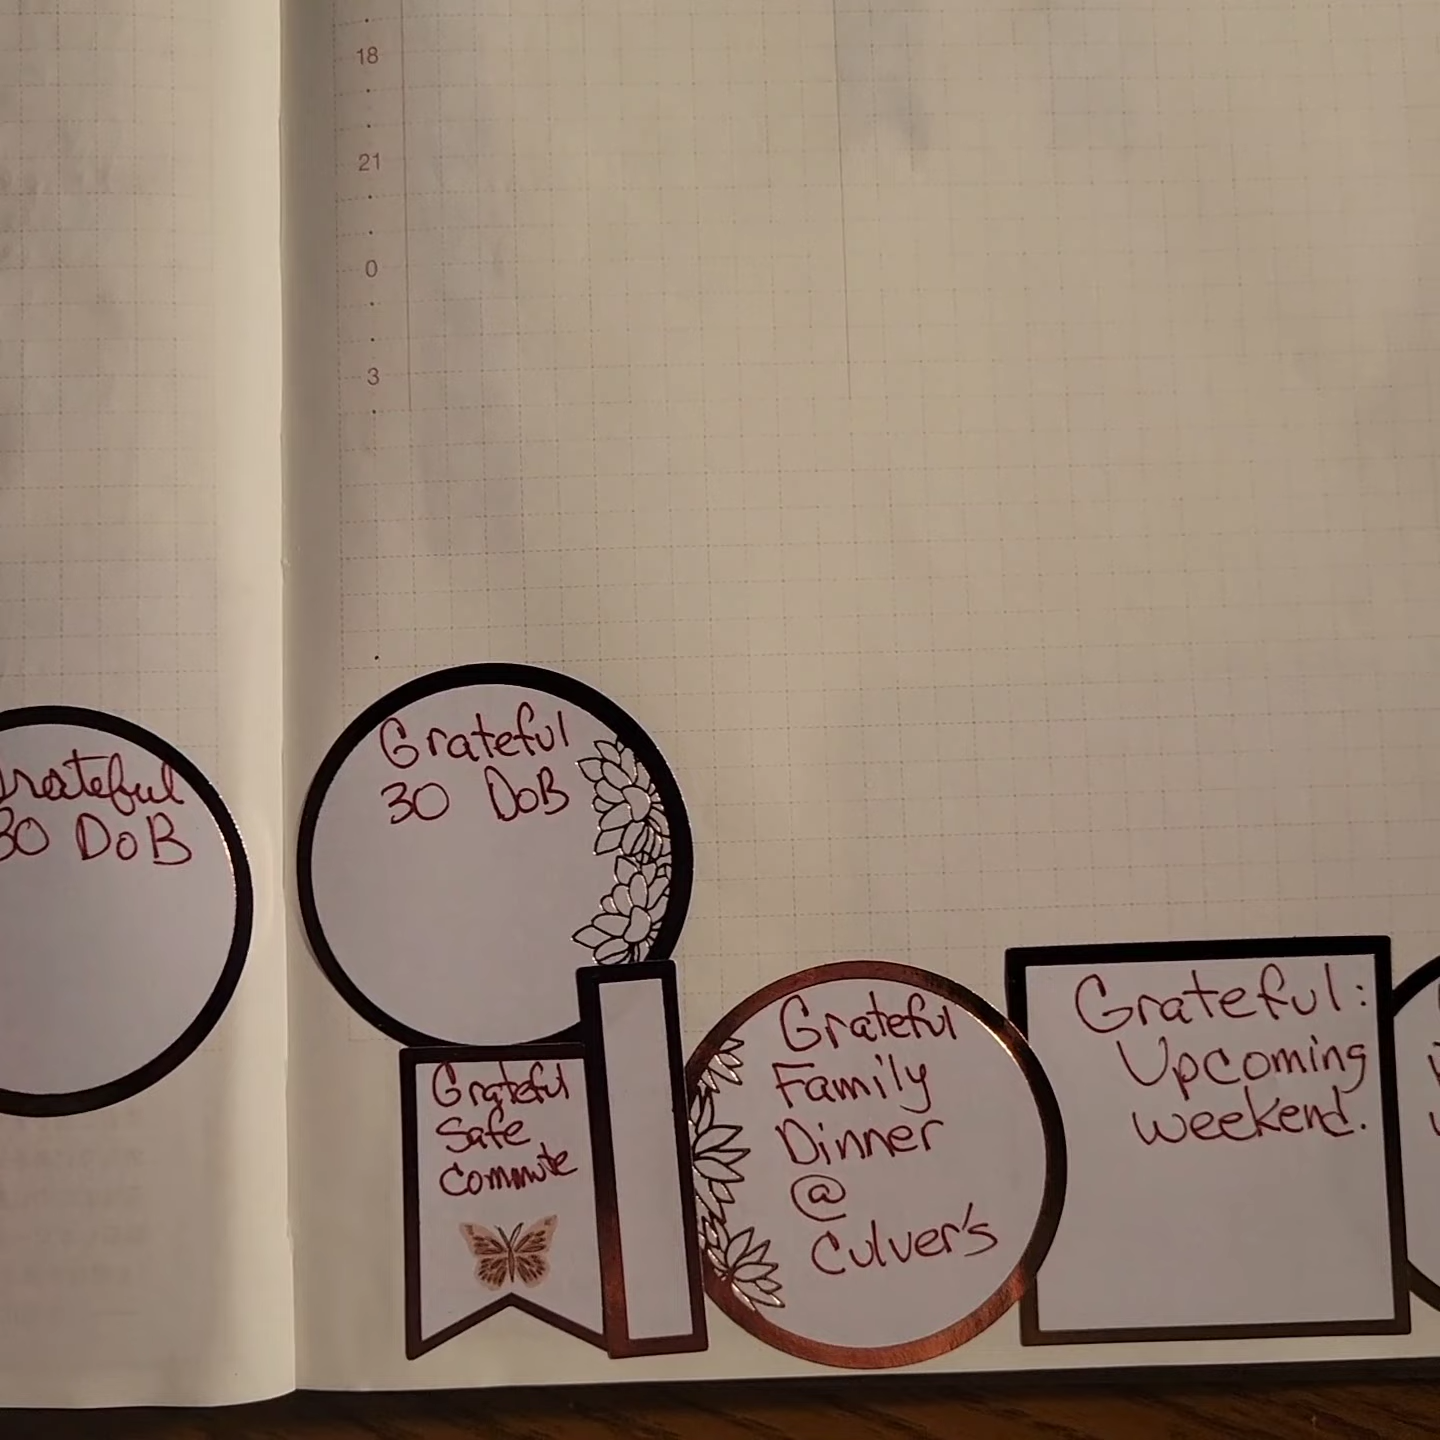 18
21
0
3
Grateful
30 DoB
Grateful
30 DoB
Grateful
Safe
Commute
Grateful
Family
Dinner
@
Culver's
Grateful:
Upcoming
weekend.